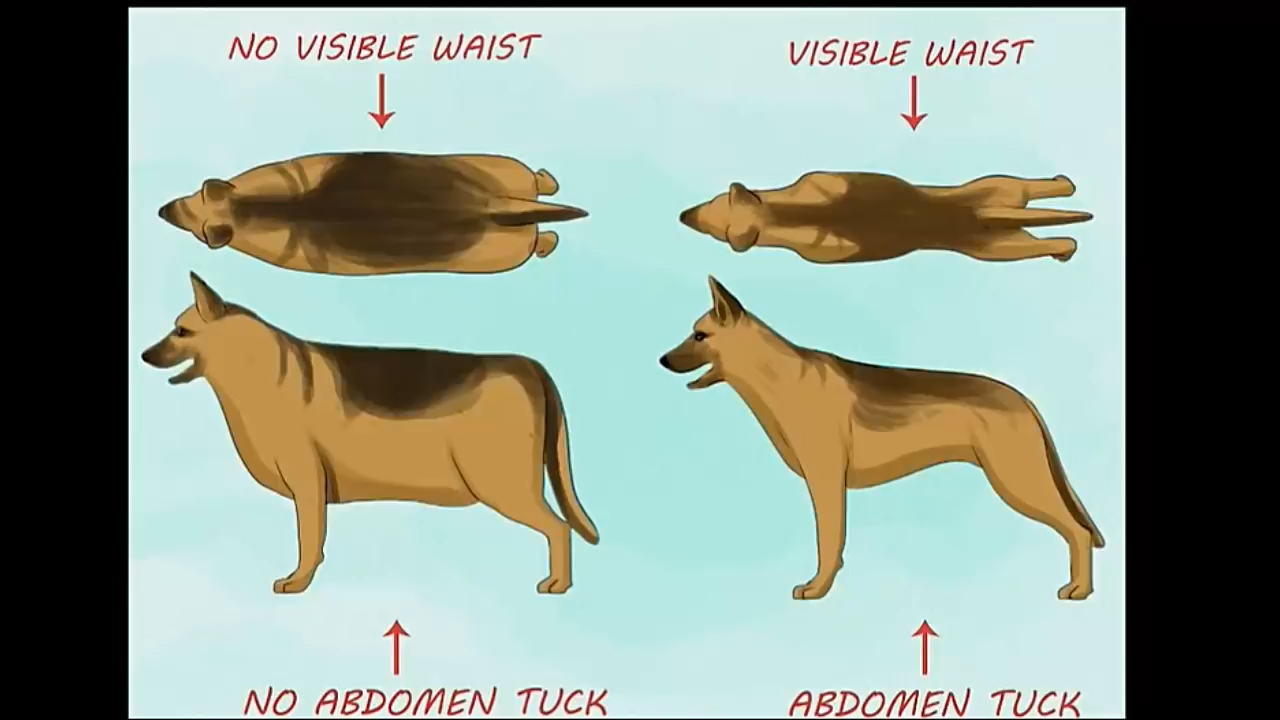 NO VISIBLE WAIST
VISIBLE WAIST
NO ABDOMEN TUCK
ABDOMEN TUCK